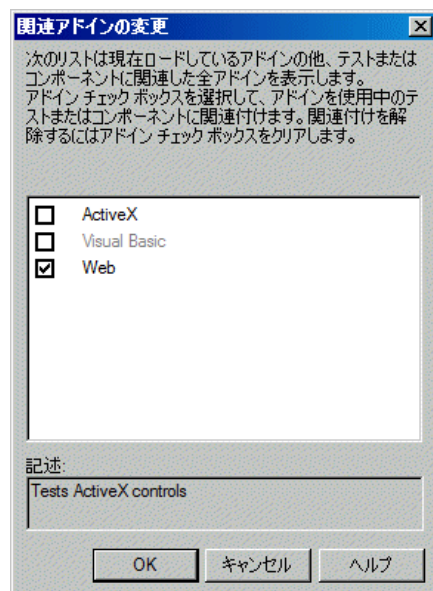 関連アドインの変更
次のリストは現在ロードしているアドインの他、テストまたは
コンポーネントに関連した全アドインを表示します。
アドイン チェック ボックスを選択して、アドインを使用中のテ
ストまたはコンポーネントに関連付けます。関連付けを解
除するにはアドイン チェック ボックスをクリアします。
ActiveX
Visual Basic
Web
記述:
Tests ActiveX controls
OK キャンセル ヘルプ